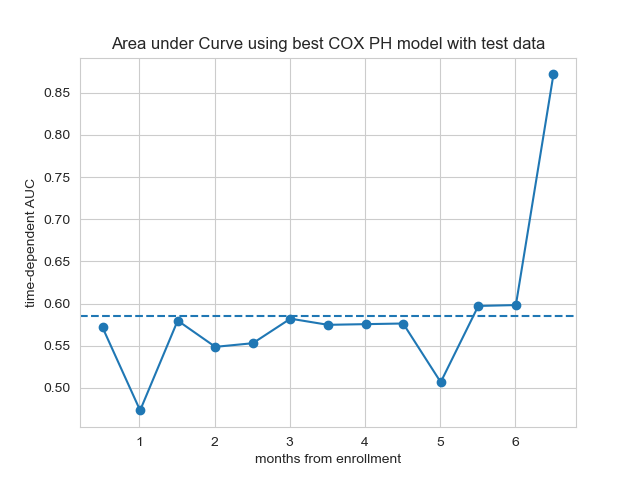 Area under Curve using best COX PH model with test data
time-dependent AUC
0.85
0.80
0.75
0.70
0.65
0.60
0.55
0.50
1 2 3 4 5 6
months from enrollment